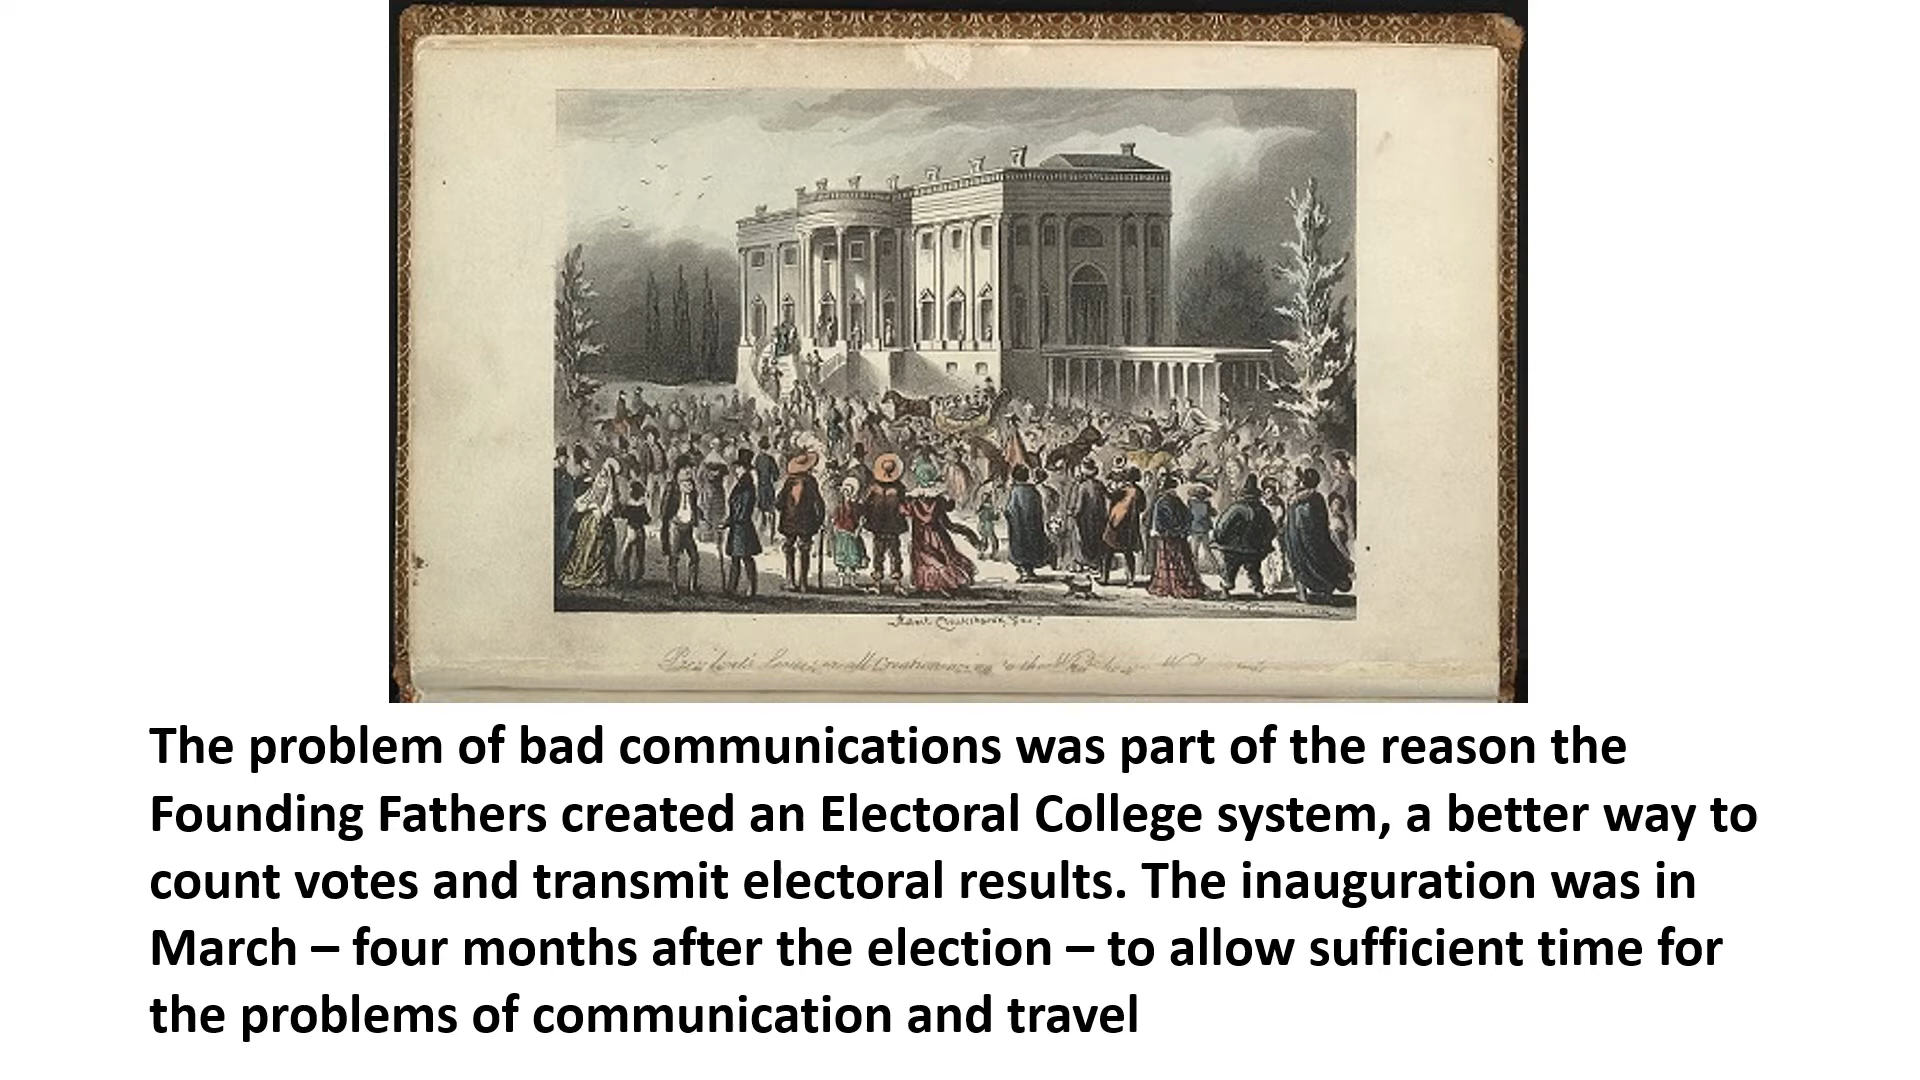 The problem of bad communications was part of the reason the
Founding Fathers created an Electoral College system, a better way to
count votes and transmit electoral results. The inauguration was in
March – four months after the election – to allow sufficient time for
the problems of communication and travel